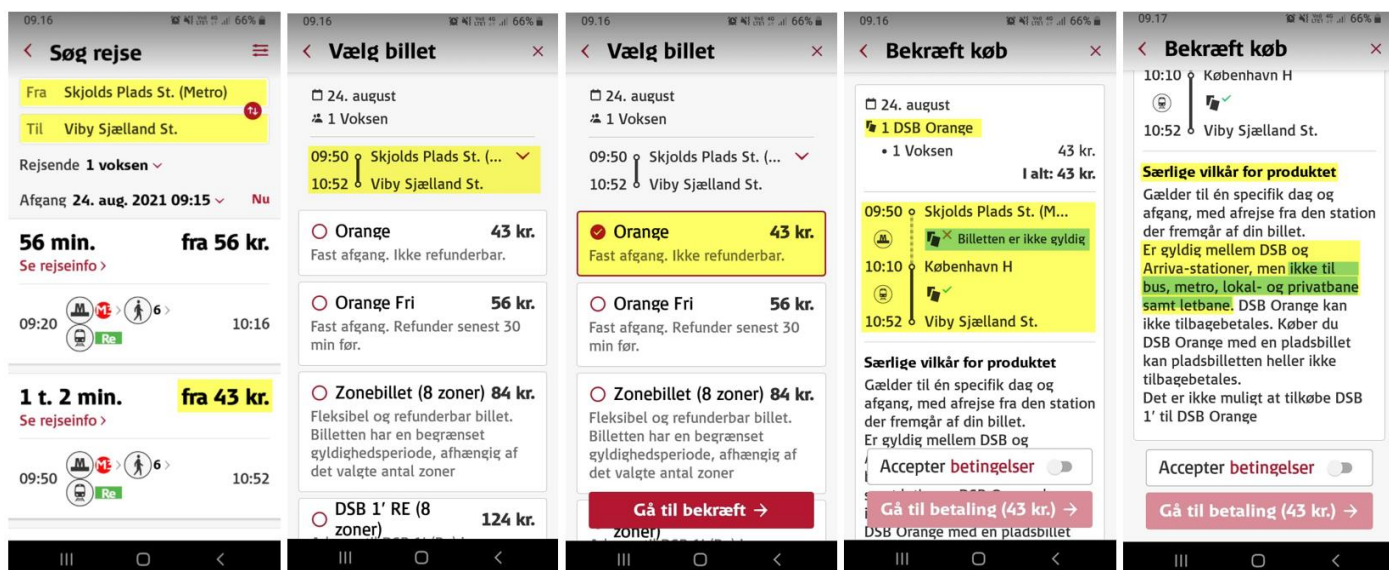 09.16
66%
Søg rejse
Fra Skjolds Plads St. (Metro)
Til Viby Sjælland St.
Rejsende 1 voksen
Afgang 24. aug. 2021 09:15 Nu
56 min. fra 56 kr.
Se rejseinfo >
M3 > 6 >
09:20 10:16
Re
1 t. 2 min. fra 43 kr.
Se rejseinfo >
M3 > 6 >
09:50 10:52
Re
09.16
66%
Vælg billet ×
24. august
1 Voksen
09:50 Skjolds Plads St. (...
10:52 Viby Sjælland St.
Orange 43 kr.
Fast afgang. Ikke refunderbar.
Orange Fri 56 kr.
Fast afgang. Refunder senest 30
min før.
Zonebillet (8 zoner) 84 kr.
Fleksibel og refunderbar billet.
Billetten har en begrænset
gyldighedsperiode, afhængig af
det valgte antal zoner
DSB 1' RE (8
zoner) 124 kr.
09.16
66%
Vælg billet ×
24. august
1 Voksen
09:50 Skjolds Plads St. (...
10:52 Viby Sjælland St.
Orange 43 kr.
Fast afgang. Ikke refunderbar.
Orange Fri 56 kr.
Fast afgang. Refunder senest 30
min før.
Zonebillet (8 zoner) 84 kr.
Fleksibel og refunderbar billet.
Billetten har en begrænset
gyldighedsperiode, afhængig af
det valgte antal zoner
Gå til bekræft →
zoner)
09.16
66%
Bekræft køb ×
24. august
1 DSB Orange
• 1 Voksen 43 kr.
I alt: 43 kr.
09:50 Skjolds Plads St. (M...
Billetten er ikke gyldig
10:10 København H
10:52 Viby Sjælland St.
Særlige vilkår for produktet
Gælder til én specifik dag og
afgang, med afrejse fra den station
der fremgår af din billet.
Er gyldig mellem DSB og
Accepter betingelser
Gå til betaling (43 kr.) →
DSB Orange med en pladsbillet
09.17
66%
Bekræft køb ×
10:10 København H
10:52 Viby Sjælland St.
Særlige vilkår for produktet
Gælder til én specifik dag og
afgang, med afrejse fra den station
der fremgår af din billet.
Er gyldig mellem DSB og
Arriva-stationer, men ikke til
bus, metro, lokal- og privatbane
samt letbane. DSB Orange kan
ikke tilbagebetales. Køber du
DSB Orange med en pladsbillet
kan pladsbilletten heller ikke
tilbagebetales.
Det er ikke muligt at tilkøbe DSB
1' til DSB Orange
Accepter betingelser
Gå til betaling (43 kr.) →